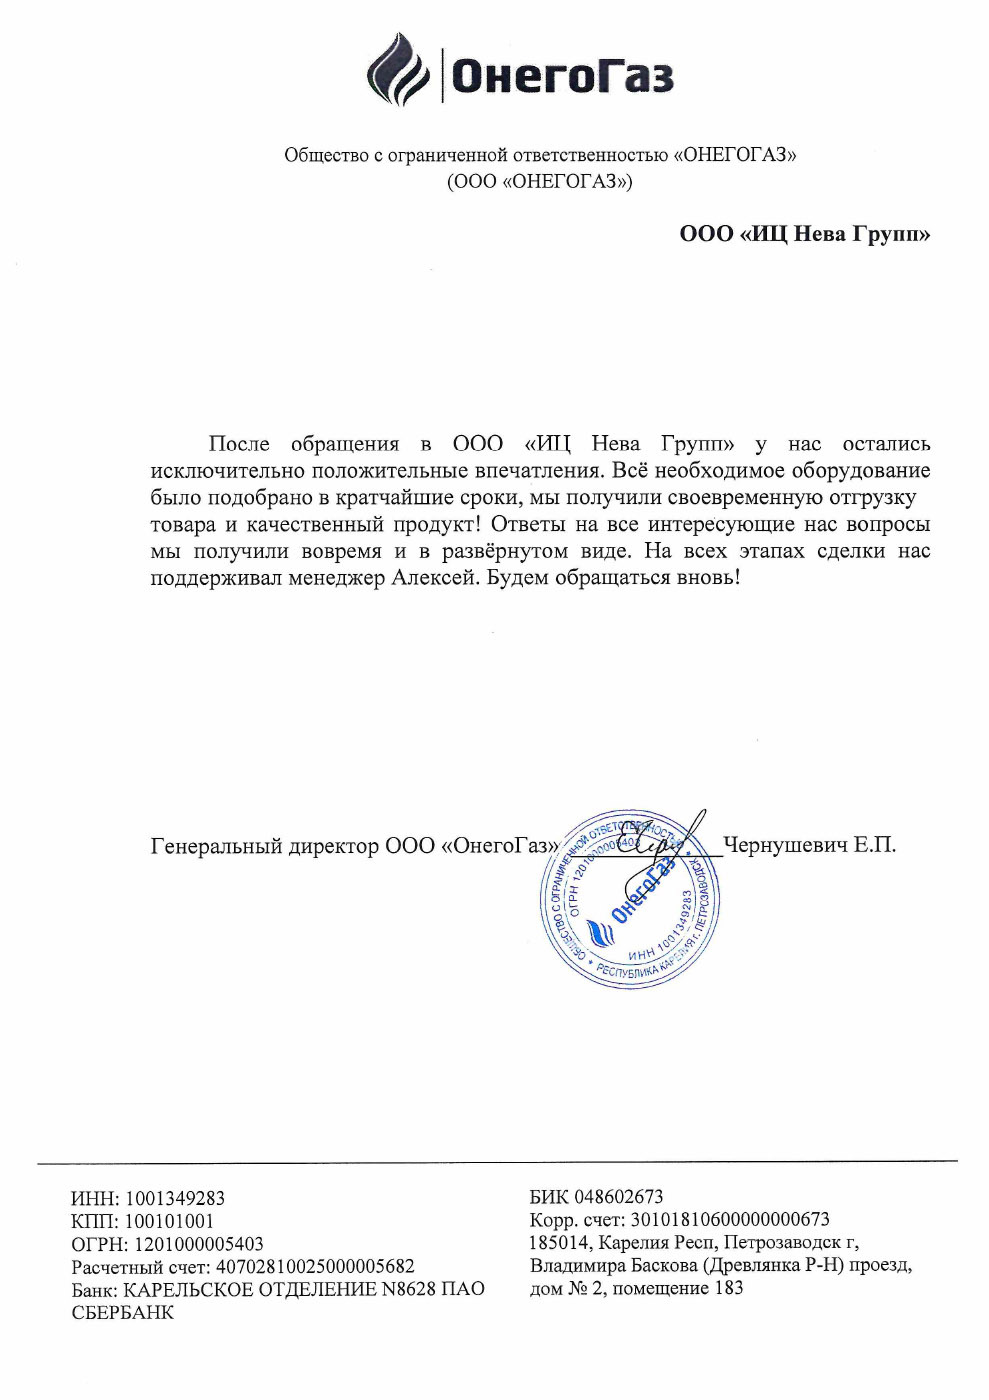 ОнегоГаз
Общество с ограниченной ответственностью «ОНЕГОГАЗ»
(ООО «ОНЕГОГАЗ»)
ООО «ИЦ Нева Групп»
После обращения в ООО «ИЦ Нева Групп» у нас остались
исключительно положительные впечатления. Всё необходимое оборудование
было подобрано в кратчайшие сроки, мы получили своевременную отгрузку
товара и качественный продукт! Ответы на все интересующие нас вопросы
мы получили вовремя и в развёрнутом виде. На всех этапах сделки нас
поддерживал менеджер Алексей. Будем обращаться вновь!
Генеральный директор ООО «ОнегоГаз» Чернушевич Е.П.
ОБЩЕСТВО С ОГРАНИЧЕННОЙ ОТВЕТСТВЕННОСТЬЮ
* РЕСПУБЛИКА КАРЕЛИЯ г. ПЕТРОЗАВОДСК *
ОГРН 1201000005403
ОнегоГаз
ИНН 1001349283
ИНН: 1001349283
КПП: 100101001
ОГРН: 1201000005403
Расчетный счет: 40702810025000005682
Банк: КАРЕЛЬСКОЕ ОТДЕЛЕНИЕ N8628 ПАО
СБЕРБАНК
БИК 048602673
Корр. счет: 30101810600000000673
185014, Карелия Респ, Петрозаводск г,
Владимира Баскова (Древлянка Р-Н) проезд,
дом № 2, помещение 183